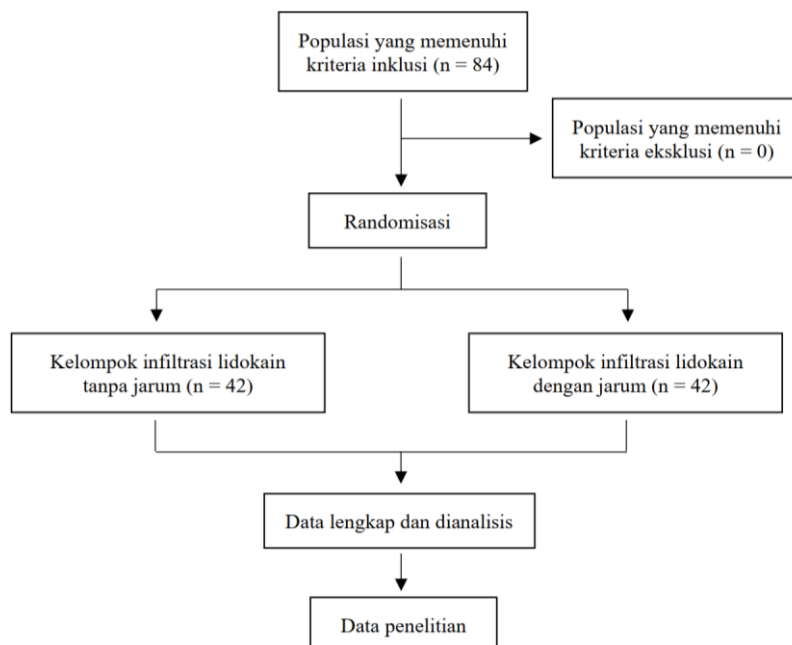 Populasi yang memenuhi
kriteria inklusi (n = 84)
Populasi yang memenuhi
kriteria eksklusi (n = 0)
Randomisasi
Kelompok infiltrasi lidokain
tanpa jarum (n = 42)
Kelompok infiltrasi lidokain
dengan jarum (n = 42)
Data lengkap dan dianalisis
Data penelitian